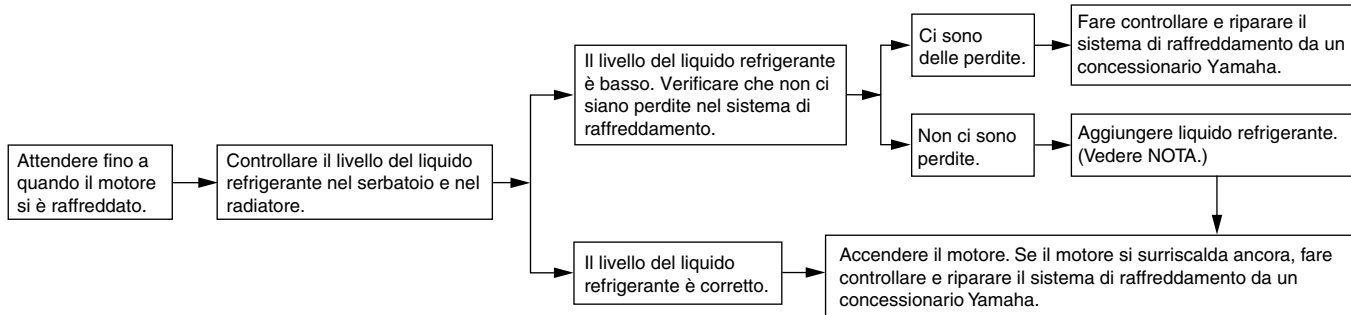 Attendere fino a
quando il motore
si è raffreddato.
Controllare il livello del liquido
refrigerante nel serbatoio e nel
radiatore.
Il livello del liquido refrigerante
è basso. Verificare che non ci
siano perdite nel sistema di
raffreddamento.
Ci sono
delle perdite.
Fare controllare e riparare il
sistema di raffreddamento da un
concessionario Yamaha.
Non ci sono
perdite.
Aggiungere liquido refrigerante.
(Vedere NOTA.)
Il livello del liquido
refrigerante è corretto.
Accendere il motore. Se il motore si surriscalda ancora, fare
controllare e riparare il sistema di raffreddamento da un
concessionario Yamaha.